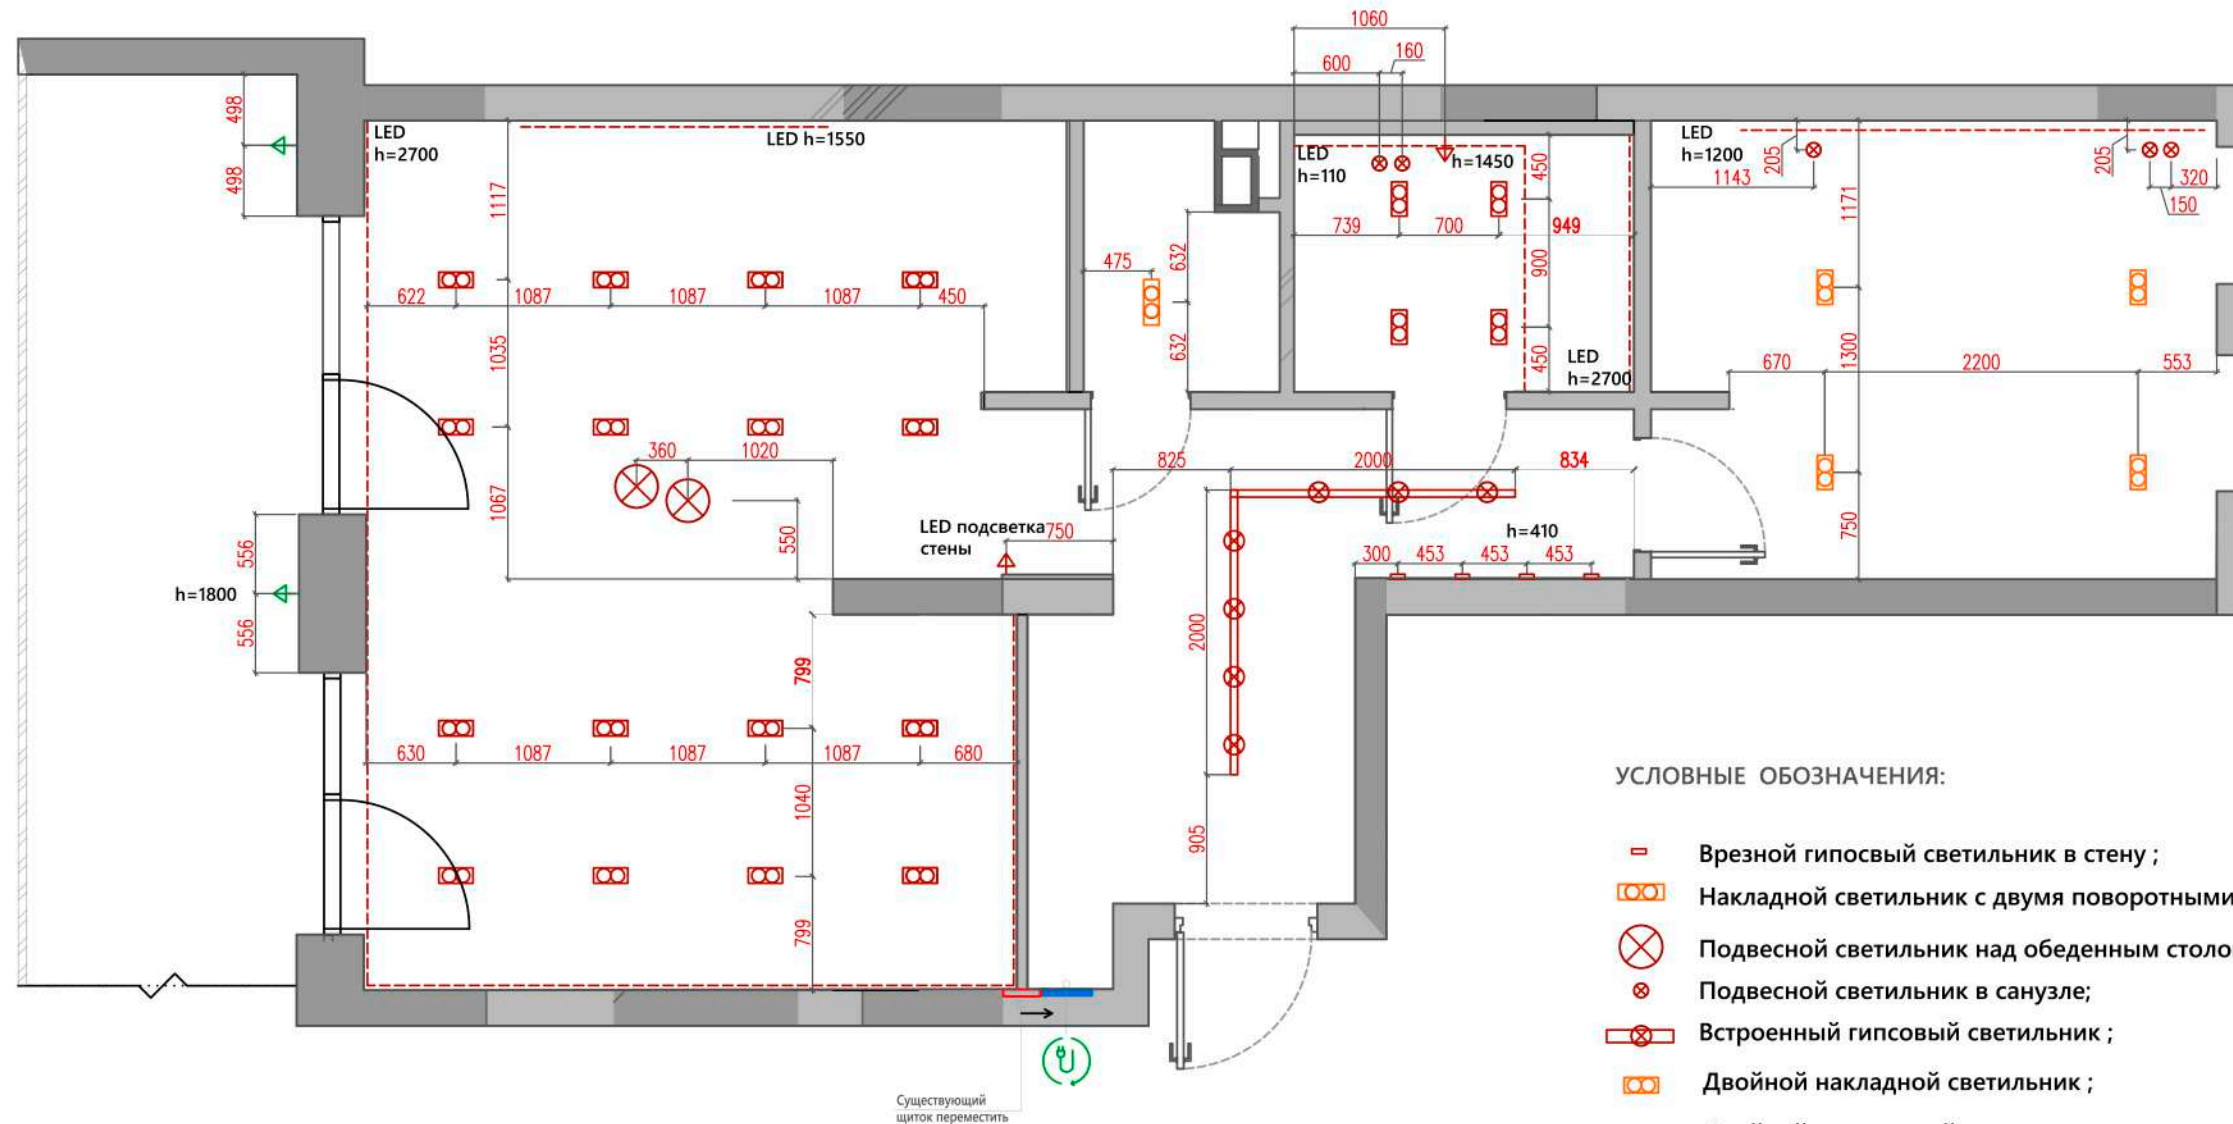 1060
160
600
498
498
LED
h=2700
LED h=1550
1117
LED
h=110
h=1450
450
LED
h=1200
205
1143
205
320
150
1171
739
700
949
475
632
632
900
450
622
1087
1087
1087
450
1035
LED
h=2700
670
1300
2200
553
360
1020
825
2000
834
1067
550
LED подсветка
стены
750
h=410
300
453
453
453
750
556
h=1800
556
799
2000
630
1087
1087
1087
680
1040
905
799
УСЛОВНЫЕ ОБОЗНАЧЕНИЯ:
Врезной гипосвый светильник в стену ;
Накладной светильник с двумя поворотными
Подвесной светильник над обеденным столо
Подвесной светильник в санузле;
Встроенный гипсовый светильник ;
Двойной накладной светильник ;
Существующий
щиток переместить